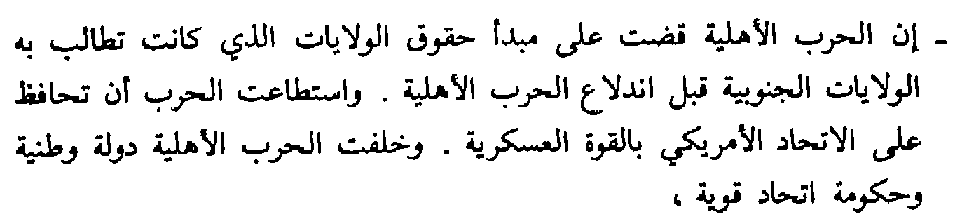 - إن الحرب الأهلية قضت على مبدأ حقوق الولايات الذي كانت تطالب به
الولايات الجنوبية قبل اندلاع الحرب الأهلية . واستطاعت الحرب أن تحافظ
على الاتحاد الأمريكي بالقوة العسكرية . وخلفت الحرب الأهلية دولة وطنية
وحكومة اتحاد قوية ،